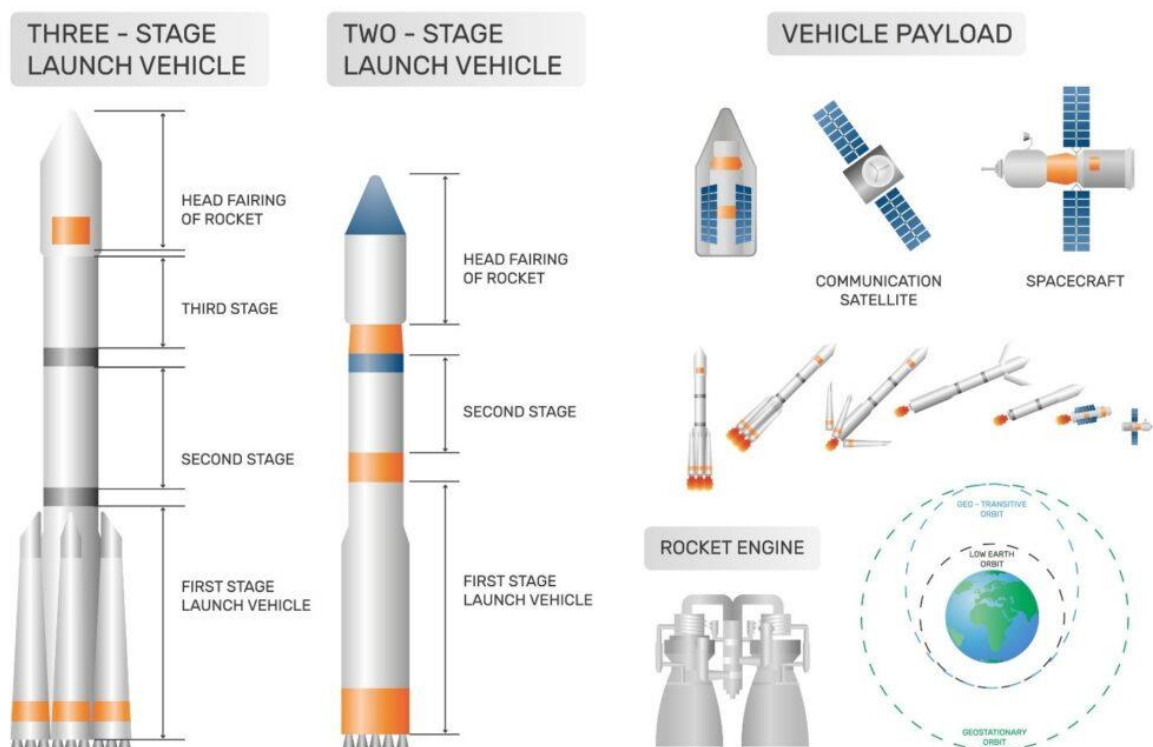 THREE - STAGE
LAUNCH VEHICLE
HEAD FAIRING
OF ROCKET
THIRD STAGE
SECOND STAGE
FIRST STAGE
LAUNCH VEHICLE
TWO - STAGE
LAUNCH VEHICLE
HEAD FAIRING
OF ROCKET
SECOND STAGE
FIRST STAGE
LAUNCH VEHICLE
VEHICLE PAYLOAD
COMMUNICATION
SATELLITE
SPACECRAFT
ROCKET ENGINE
GEO - TRANSITIVE
ORBIT
LOW EARTH
ORBIT
GEOSTATIONARY
ORBIT